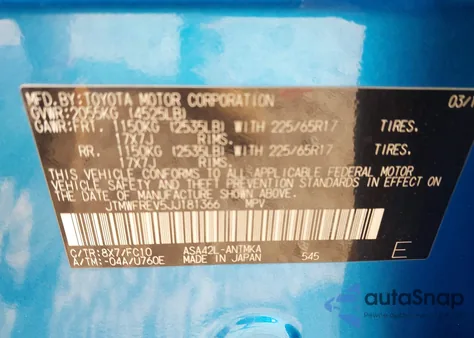 MFD.BY:TOYOTA MOTOR CORPORATION 03/1
GVWR:2055KG (4525LB)
GAWR:FRT. 1150KG (2535LB) WITH 225/65R17 TIRES.
17X7J RIMS
RR. 1150KG (2535LB) WITH 225/65R17 TIRES.
17X7J RIMS
THIS VEHICLE CONFORMS TO ALL APPLICABLE FEDERAL MOTOR
VEHICLE SAFETY AND THEFT PREVENTION STANDARDS IN EFFECT ON
THE DATE OF MANUFACTURE SHOWN ABOVE.
JTMWFREV5JJ181366 MPV
C/TR:8X7/FC10 ASA42L-ANTMKA
A/TM:-04A/U760E MADE IN JAPAN 545 E
autoSnap